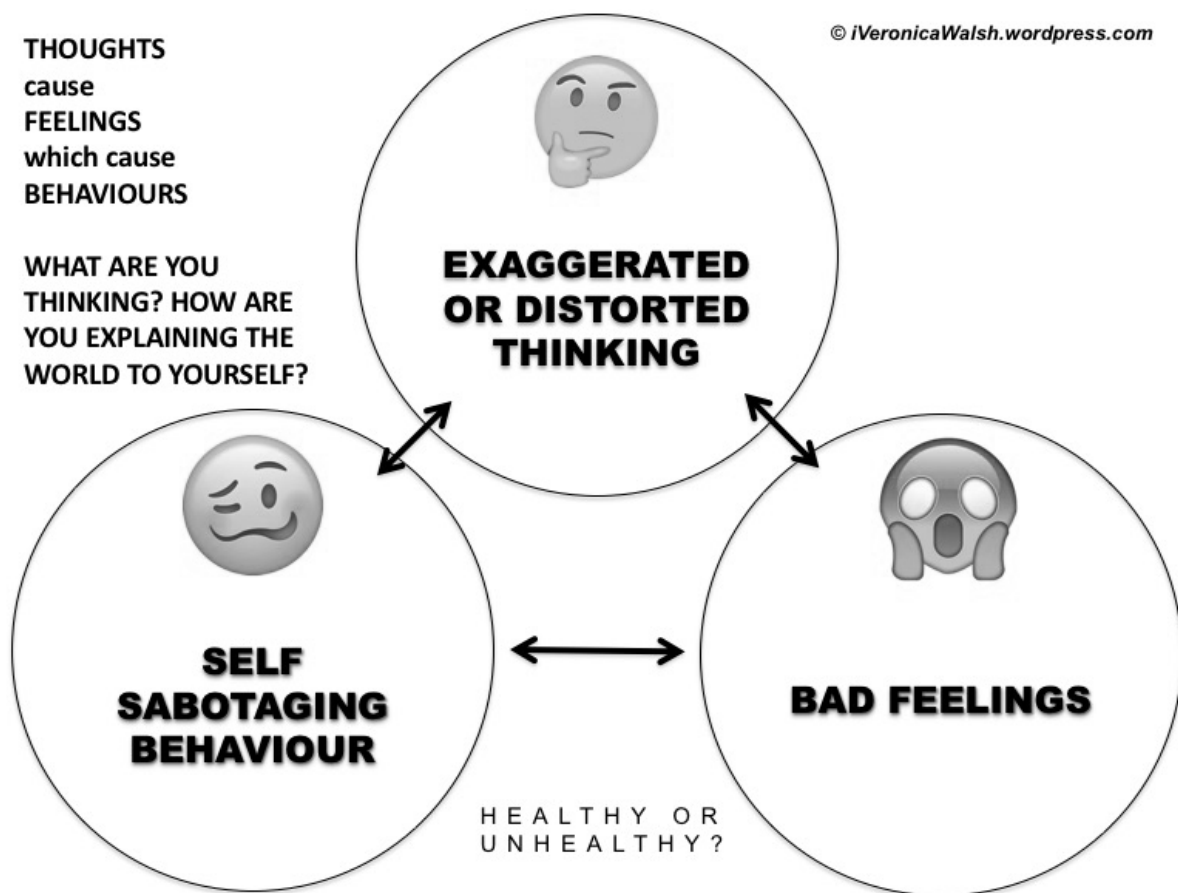 THOUGHTS
cause
FEELINGS
which cause
BEHAVIOURS
WHAT ARE YOU
THINKING? HOW ARE
YOU EXPLAINING THE
WORLD TO YOURSELF?
© iVeronicaWalsh.wordpress.com
EXAGGERATED
OR DISTORTED
THINKING
SELF
SABOTAGING
BEHAVIOUR
BAD FEELINGS
HEALTHY OR
UNHEALTHY?